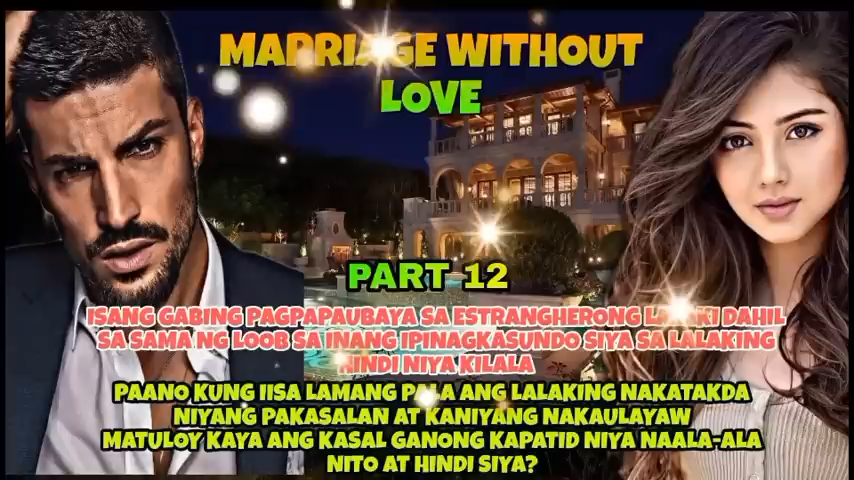 MARRIAGE WITHOUT
LOVE
PART 12
ISANG GABING PAGPAPAUBAYA SA ESTRANGHERONG LALAKI DAHIL
SA SAMA NG LOOB SA INANG IPINAGKASUNDO SIYA SA LALAKING
HINDI NIYA KILALA
PAANO KUNG IISA LAMANG PALA ANG LALAKING NAKATAKDA
NIYANG PAKASALAN AT KANIYANG NAKAULAYAW
MATULOY KAYA ANG KASAL GANONG KAPATID NIYA NAALA-ALA
NITO AT HINDI SIYA?